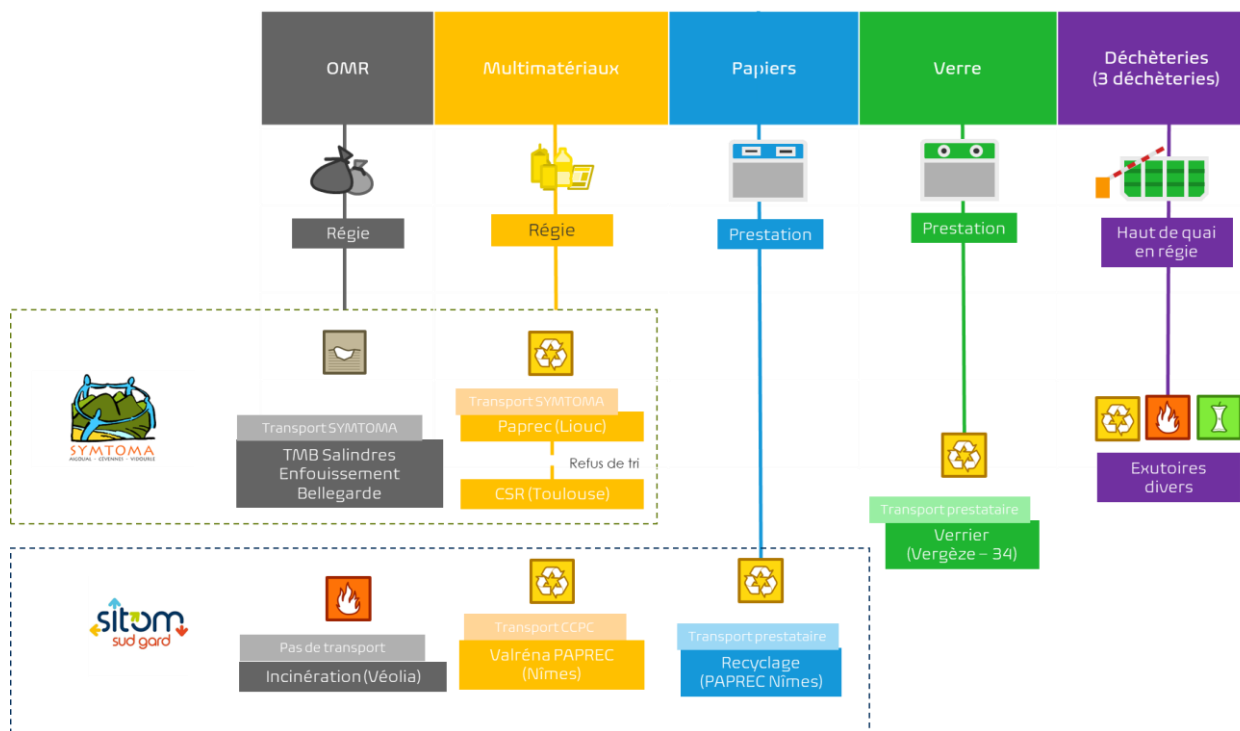 OMR
Multimatériaux
Papiers
Verre
Déchèteries
(3 déchèteries)
Régie
Régie
Prestation
Prestation
Haut de quai
en régie
SYMTOMA
AIGOUAL - CÉVENNES - VIDOURLE
Transport SYMTOMA
TMB Salindres
Enfouissement
Bellegarde
Transport SYMTOMA
Paprec (Liouc)
Refus de tri
CSR (Toulouse)
Exutoires
divers
Transport prestataire
Verrier
(Vergèze – 34)
sitom
sud gard
Pas de transport
Incinération (Véolia)
Transport CCPC
Valréna PAPREC
(Nîmes)
Transport prestataire
Recyclage
(PAPREC Nîmes)